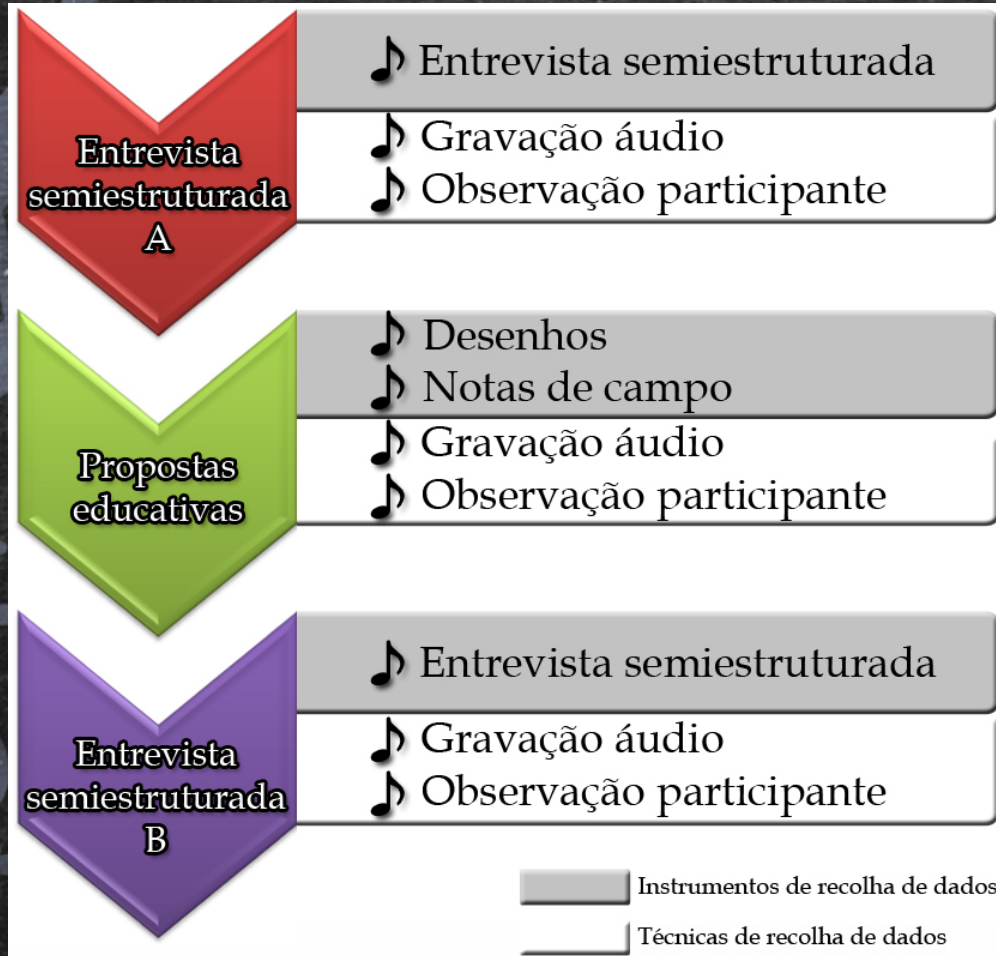 Entrevista
semiestruturada
A
♪ Entrevista semiestruturada
♪ Gravação áudio
♪ Observação participante
Propostas
educativas
♪ Desenhos
♪ Notas de campo
♪ Gravação áudio
♪ Observação participante
Entrevista
semiestruturada
B
♪ Entrevista semiestruturada
♪ Gravação áudio
♪ Observação participante
Instrumentos de recolha de dados
Técnicas de recolha de dados